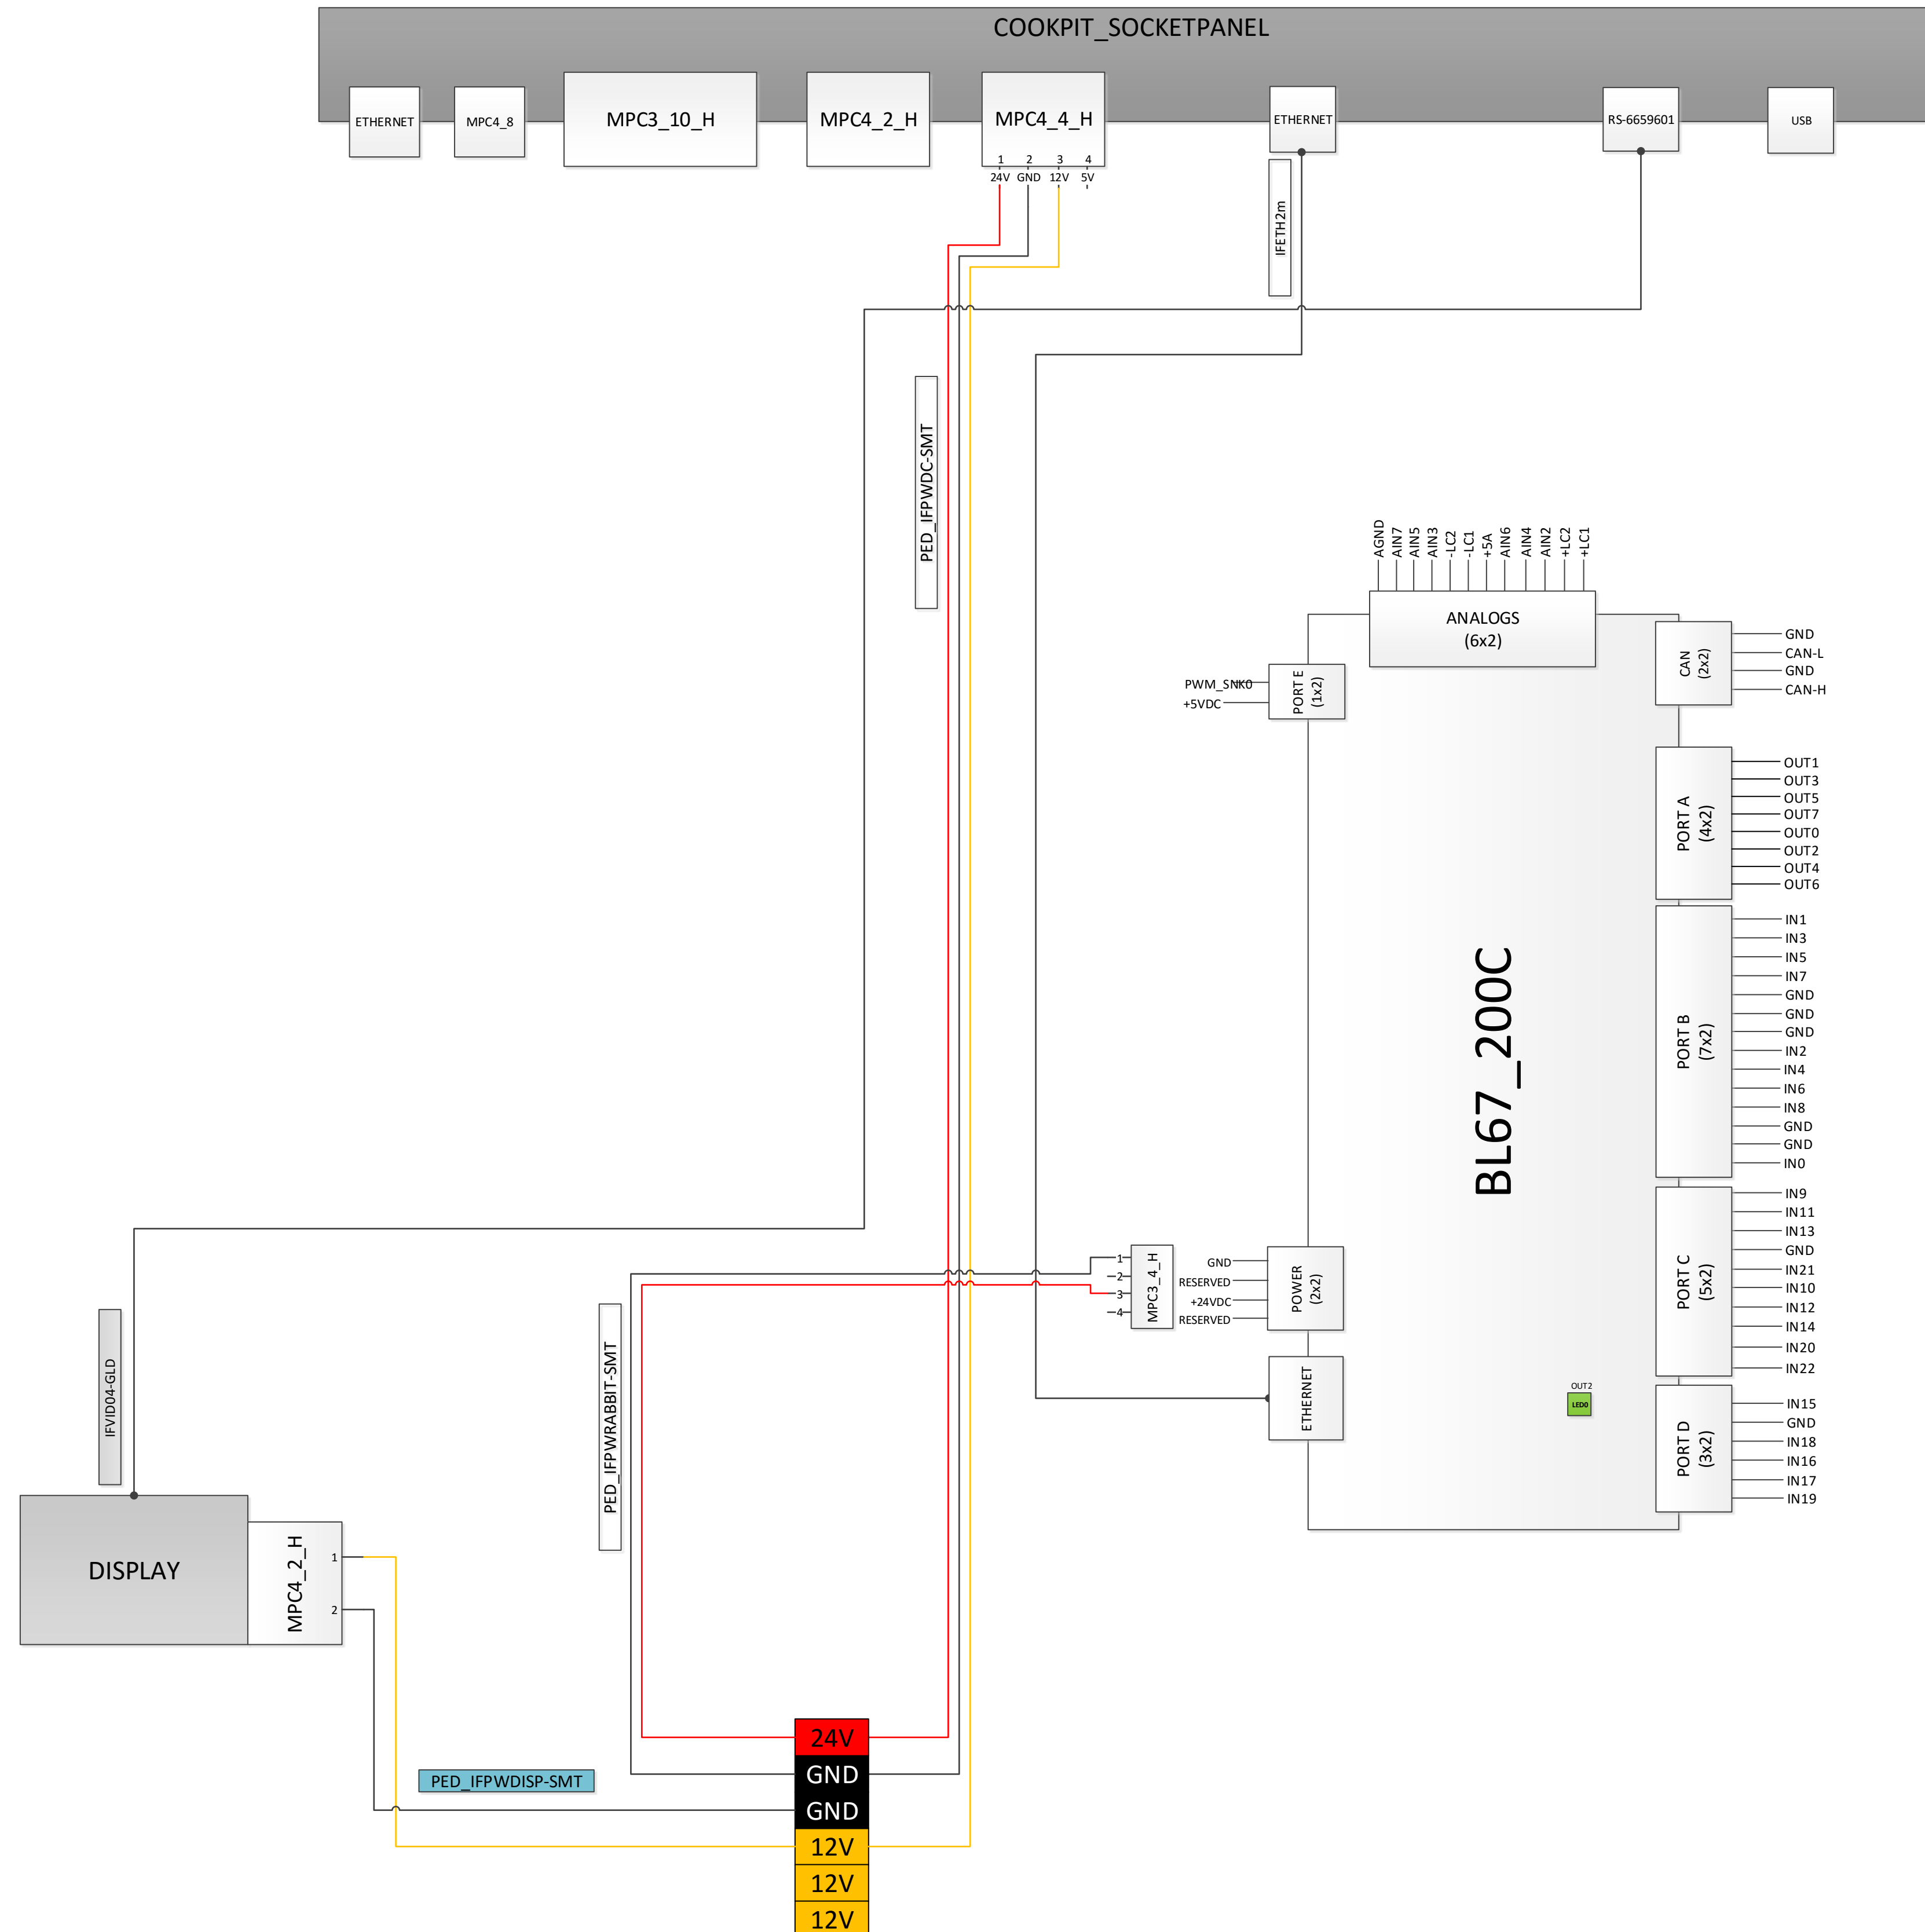 COOKPIT_SOCKETPANEL
ETHERNET
MPC4_8
MPC3_10_H
MPC4_2_H
MPC4_4_H
1 2 3 4
24V GND 12V 5V
ETHERNET
RS-6659601
USB
IFETH2m
PED_IFPWDC-SMT
AGND
AIN7
AIN5
AIN3
-LC2
-LC1
+5A
AIN6
AIN4
AIN2
+LC2
+LC1
ANALOGS
(6x2)
CAN
(2x2)
GND
CAN-L
GND
CAN-H
PWM_SNK0
+5VDC
PORT E
(1x2)
PORT A
(4x2)
OUT1
OUT3
OUT5
OUT7
OUT0
OUT2
OUT4
OUT6
BL67_200C
PORT B
(7x2)
IN1
IN3
IN5
IN7
GND
GND
GND
IN2
IN4
IN6
IN8
GND
GND
IN0
PORT C
(5x2)
IN9
IN11
IN13
GND
IN21
IN10
IN12
IN14
IN20
IN22
1
2
3
4
MPC3_4_H
GND
RESERVED
+24VDC
RESERVED
POWER
(2x2)
ETHERNET
OUT2
LED0
PORT D
(3x2)
IN15
GND
IN18
IN16
IN17
IN19
IFVID04-GLD
PED_IFPWRABBIT-SMT
DISPLAY
MPC4_2_H
1
2
PED_IFPWDISP-SMT
24V
GND
GND
12V
12V
12V